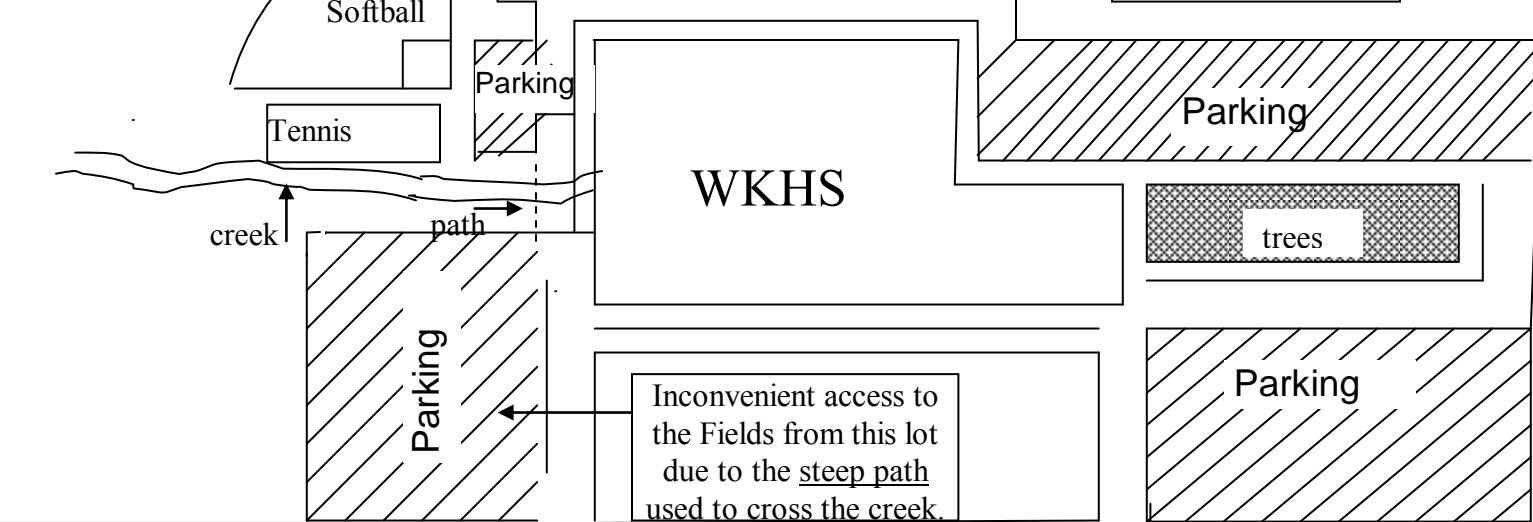 Softball
Parking
Parking
Tennis
WKHS
creek
path
trees
Parking
Parking
Inconvenient access to
the Fields from this lot
due to the steep path
used to cross the creek.